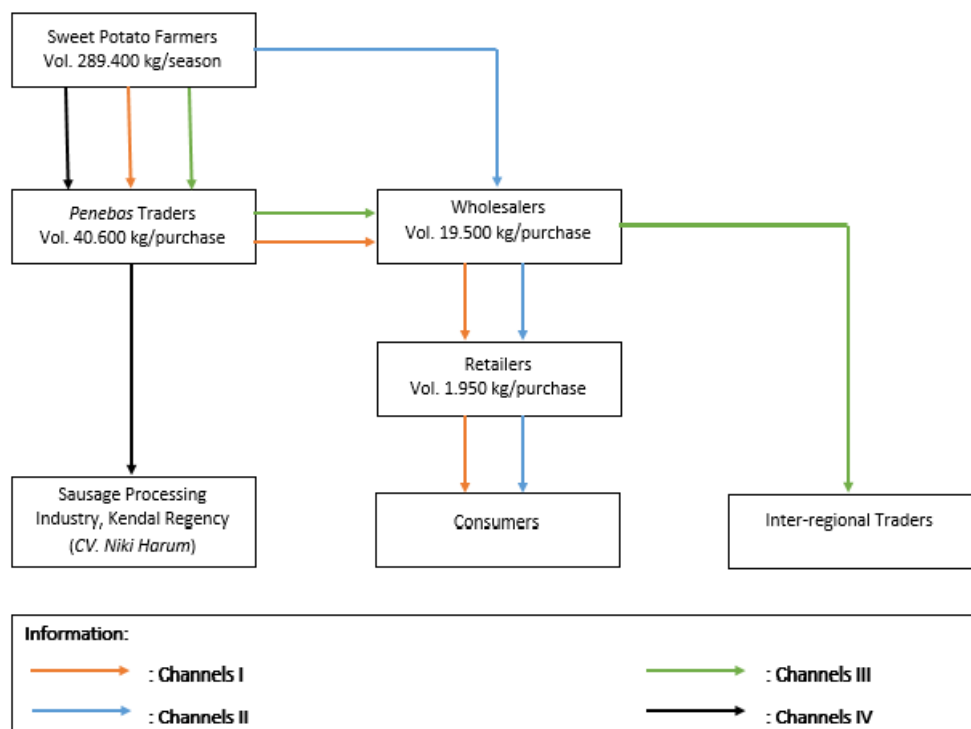 Sweet Potato Farmers
Vol. 289.400 kg/season
Penebas Traders
Vol. 40.600 kg/purchase
Wholesalers
Vol. 19.500 kg/purchase
Retailers
Vol. 1.950 kg/purchase
Sausage Processing
Industry, Kendal Regency
(CV. Niki Harum)
Consumers
Inter-regional Traders
Information:
: Channels I
: Channels III
: Channels II
: Channels IV